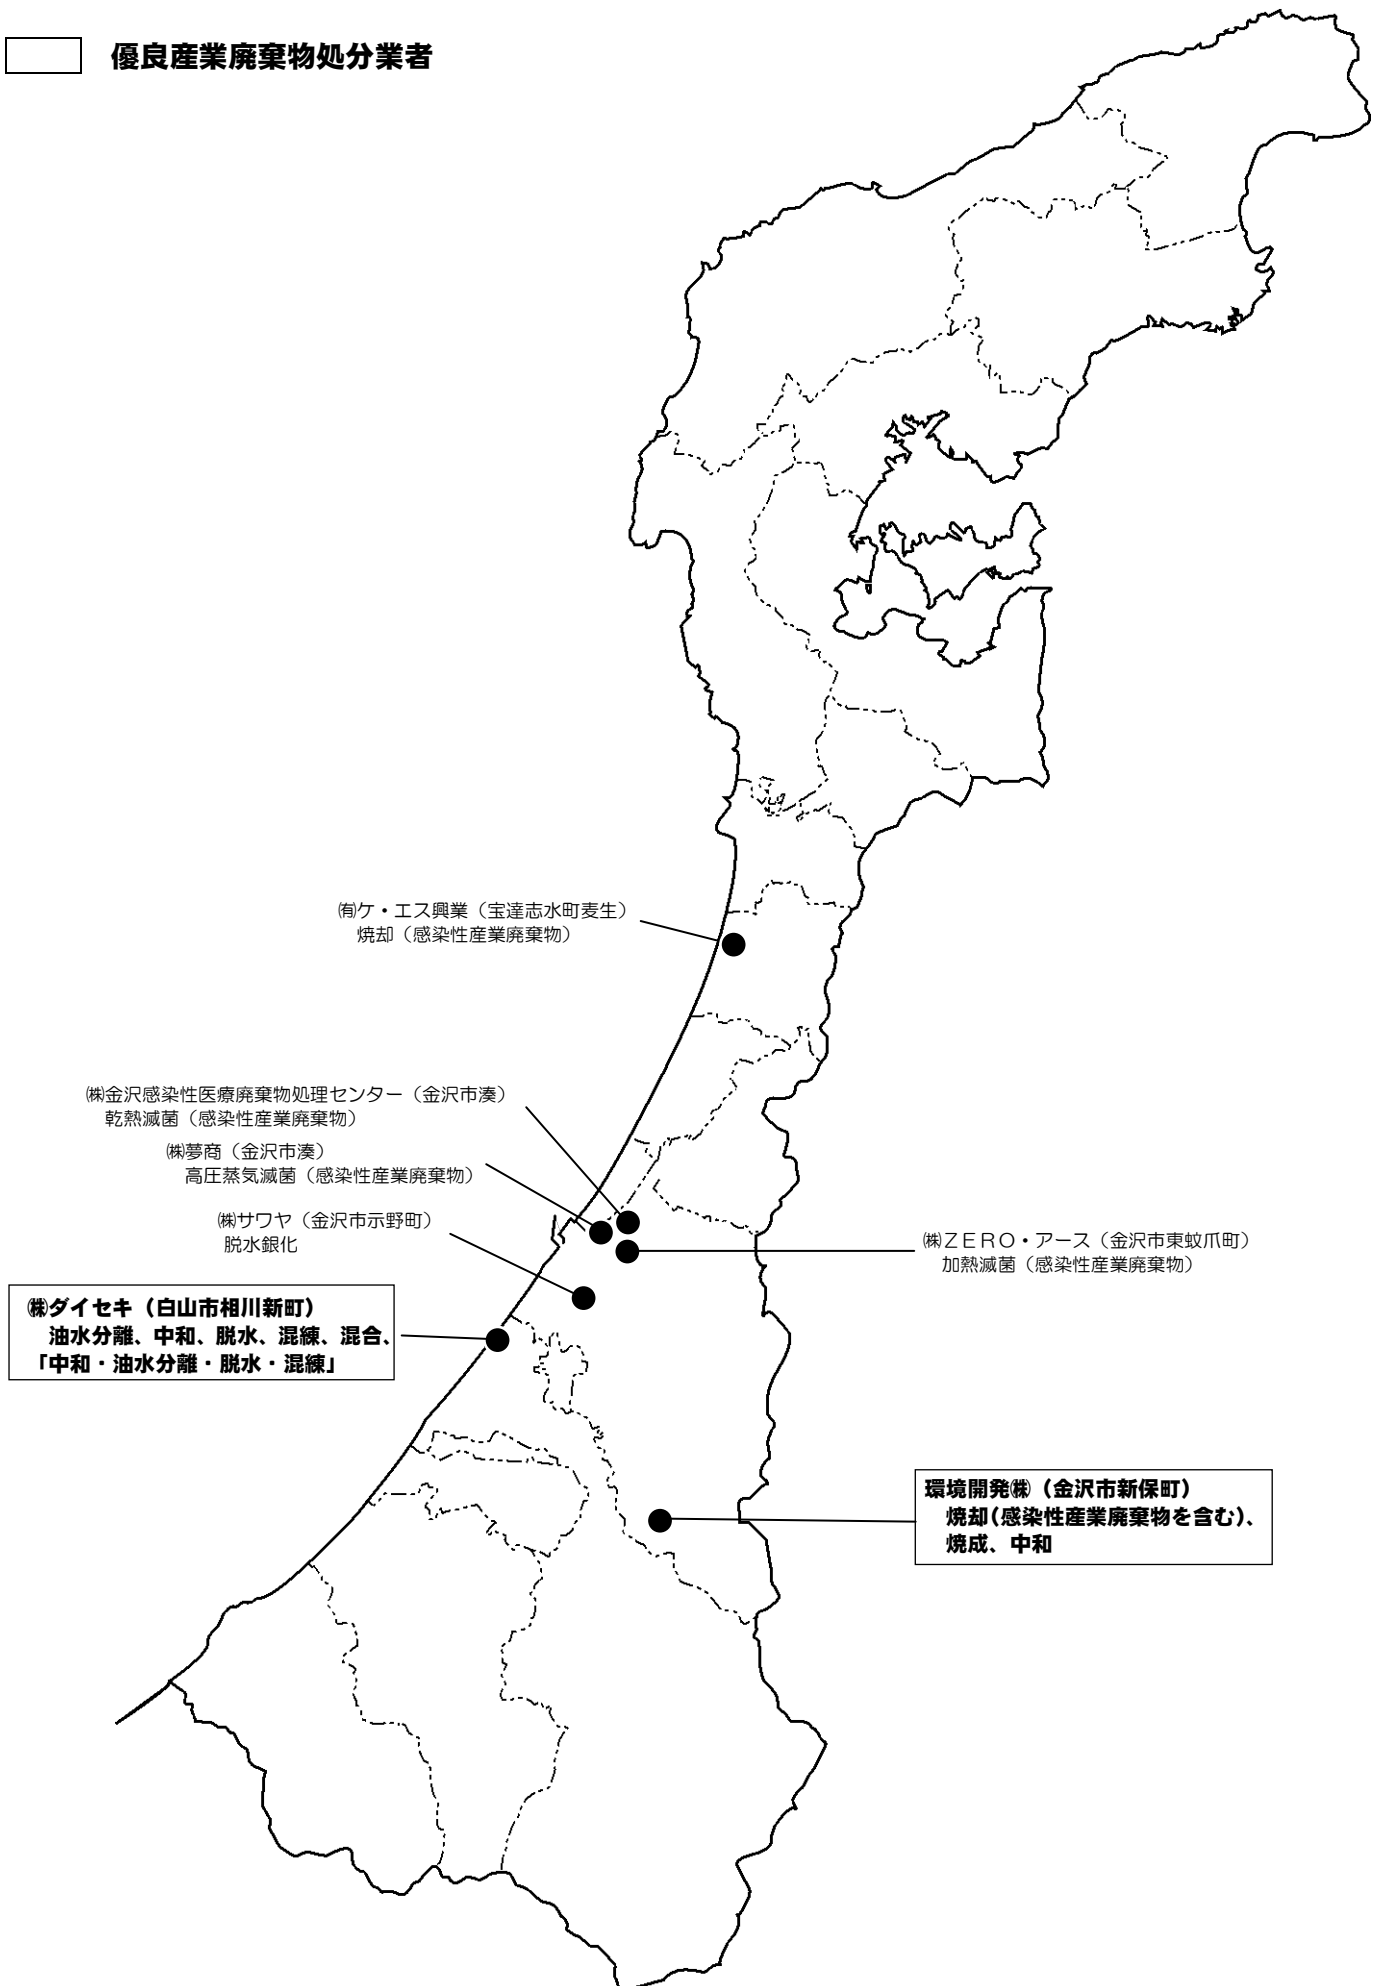 優良産業廃棄物処分業者
㈲ケ・エス興業（宝達志水町麦生）
焼却（感染性産業廃棄物）
㈱金沢感染性医療廃棄物処理センター（金沢市湊）
乾熱滅菌（感染性産業廃棄物）
㈱夢商（金沢市湊）
高圧蒸気滅菌（感染性産業廃棄物）
㈱サワヤ（金沢市示野町）
脱水銀化
㈱ＺＥＲＯ・アース（金沢市東蚊爪町）
加熱滅菌（感染性産業廃棄物）
㈱ダイセキ（白山市相川新町）
油水分離、中和、脱水、混練、混合、
「中和・油水分離・脱水・混練」
環境開発㈱（金沢市新保町）
焼却（感染性産業廃棄物を含む）、
焼成、中和